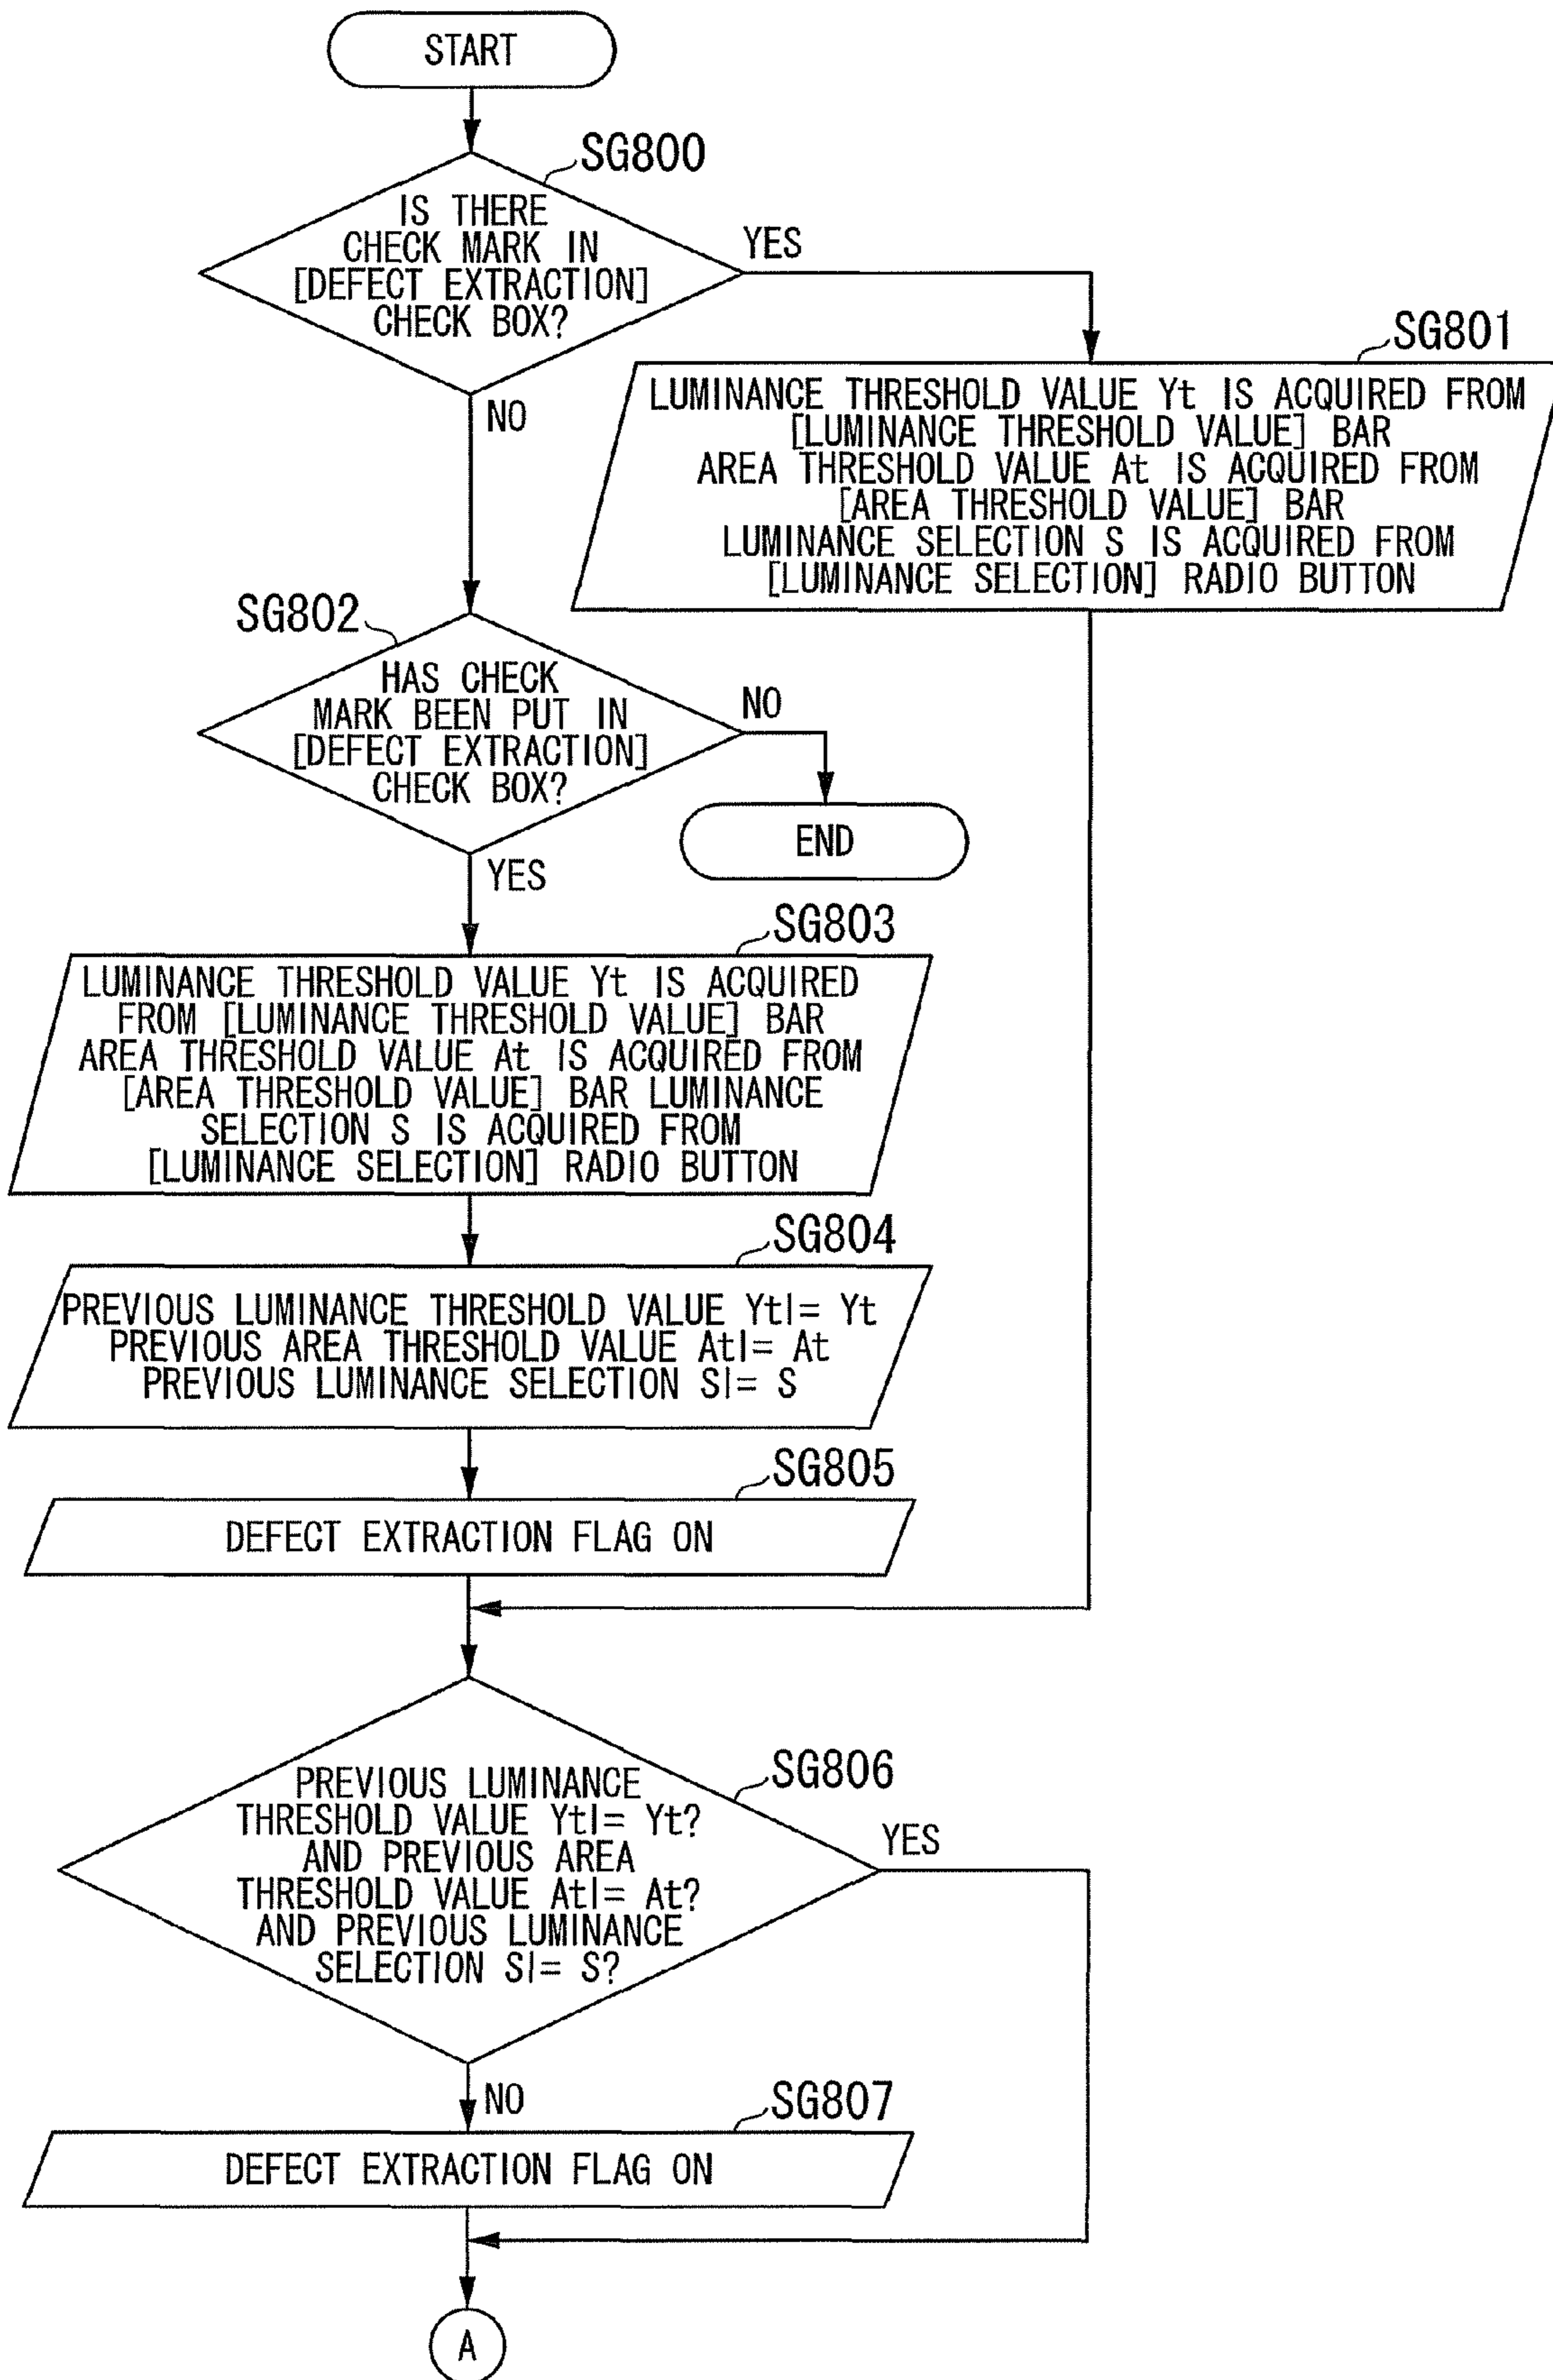 START
SG800
IS THERE
CHECK MARK IN
[DEFECT EXTRACTION]
CHECK BOX?
YES
NO
SG801
LUMINANCE THRESHOLD VALUE Yt IS ACQUIRED FROM
[LUMINANCE THRESHOLD VALUE] BAR
AREA THRESHOLD VALUE At IS ACQUIRED FROM
[AREA THRESHOLD VALUE] BAR
LUMINANCE SELECTION S IS ACQUIRED FROM
[LUMINANCE SELECTION] RADIO BUTTON
SG802
HAS CHECK
MARK BEEN PUT IN
[DEFECT EXTRACTION]
CHECK BOX?
NO
END
YES
SG803
LUMINANCE THRESHOLD VALUE Yt IS ACQUIRED
FROM [LUMINANCE THRESHOLD VALUE] BAR
AREA THRESHOLD VALUE At IS ACQUIRED FROM
[AREA THRESHOLD VALUE] BAR LUMINANCE
SELECTION S IS ACQUIRED FROM
[LUMINANCE SELECTION] RADIO BUTTON
SG804
PREVIOUS LUMINANCE THRESHOLD VALUE Ytl= Yt
PREVIOUS AREA THRESHOLD VALUE Atl= At
PREVIOUS LUMINANCE SELECTION Sl= S
SG805
DEFECT EXTRACTION FLAG ON
SG806
PREVIOUS LUMINANCE
THRESHOLD VALUE Ytl= Yt?
AND PREVIOUS AREA
THRESHOLD VALUE Atl= At?
AND PREVIOUS LUMINANCE
SELECTION Sl= S?
YES
NO
SG807
DEFECT EXTRACTION FLAG ON
A